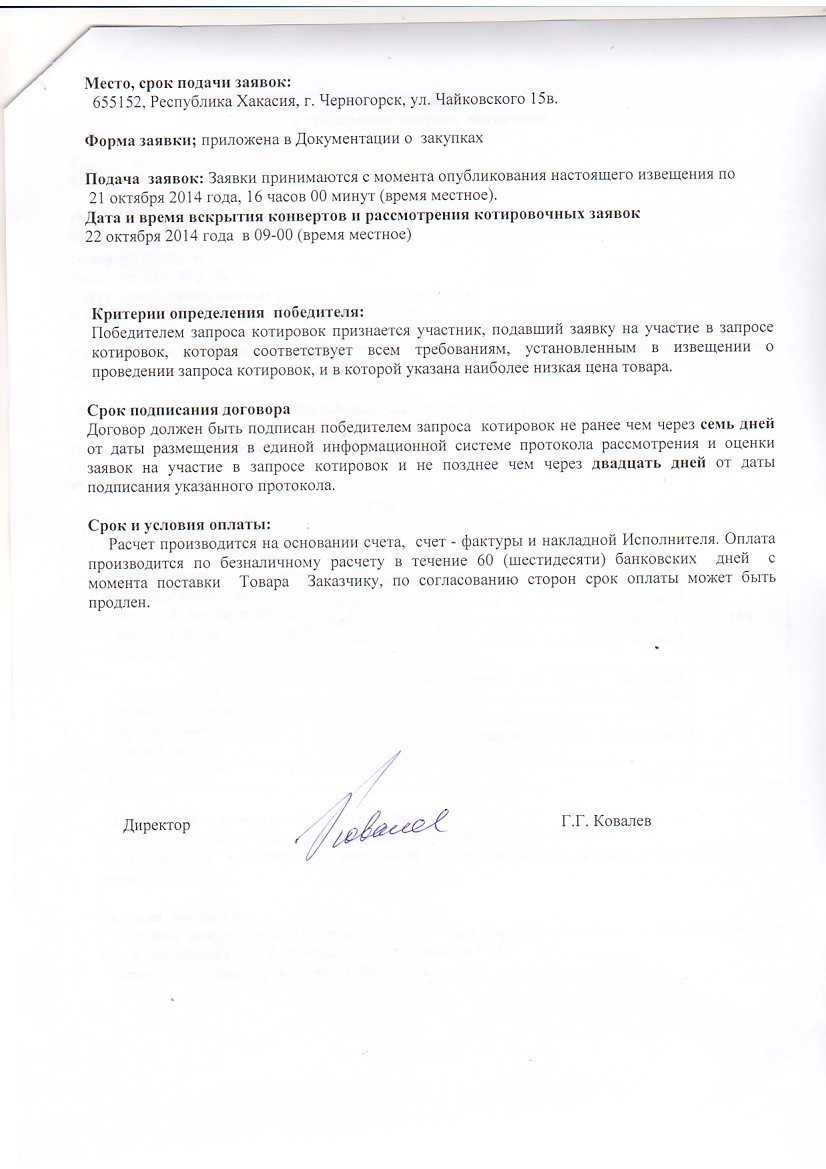 Место, срок подачи заявок:
655152, Республика Хакасия, г. Черногорск, ул. Чайковского 15в.
Форма заявки; приложена в Документации о закупках
Подача заявок: Заявки принимаются с момента опубликования настоящего извещения по
21 октября 2014 года, 16 часов 00 минут (время местное).
Дата и время вскрытия конвертов и рассмотрения котировочных заявок
22 октября 2014 года в 09-00 (время местное)
Критерии определения победителя:
Победителем запроса котировок признается участник, подавший заявку на участие в запросе
котировок, которая соответствует всем требованиям, установленным в извещении о
проведении запроса котировок, и в которой указана наиболее низкая цена товара.
Срок подписания договора
Договор должен быть подписан победителем запроса котировок не ранее чем через семь дней
от даты размещения в единой информационной системе протокола рассмотрения и оценки
заявок на участие в запросе котировок и не позднее чем через двадцать дней от даты
подписания указанного протокола.
Срок и условия оплаты:
Расчет производится на основании счета, счет - фактуры и накладной Исполнителя. Оплата
производится по безналичному расчету в течение 60 (шестидесяти) банковских дней с
момента поставки Товара Заказчику, по согласованию сторон срок оплаты может быть
продлен.
Директор Г.Г. Ковалев